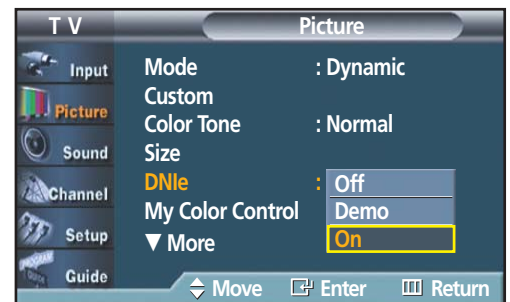 T V
Picture
Input
Picture
Sound
Channel
Setup
Guide
Mode : Dynamic
Custom
Color Tone : Normal
Size
DNIe : Off
Demo
On
My Color Control
▼ More
Move Enter Return